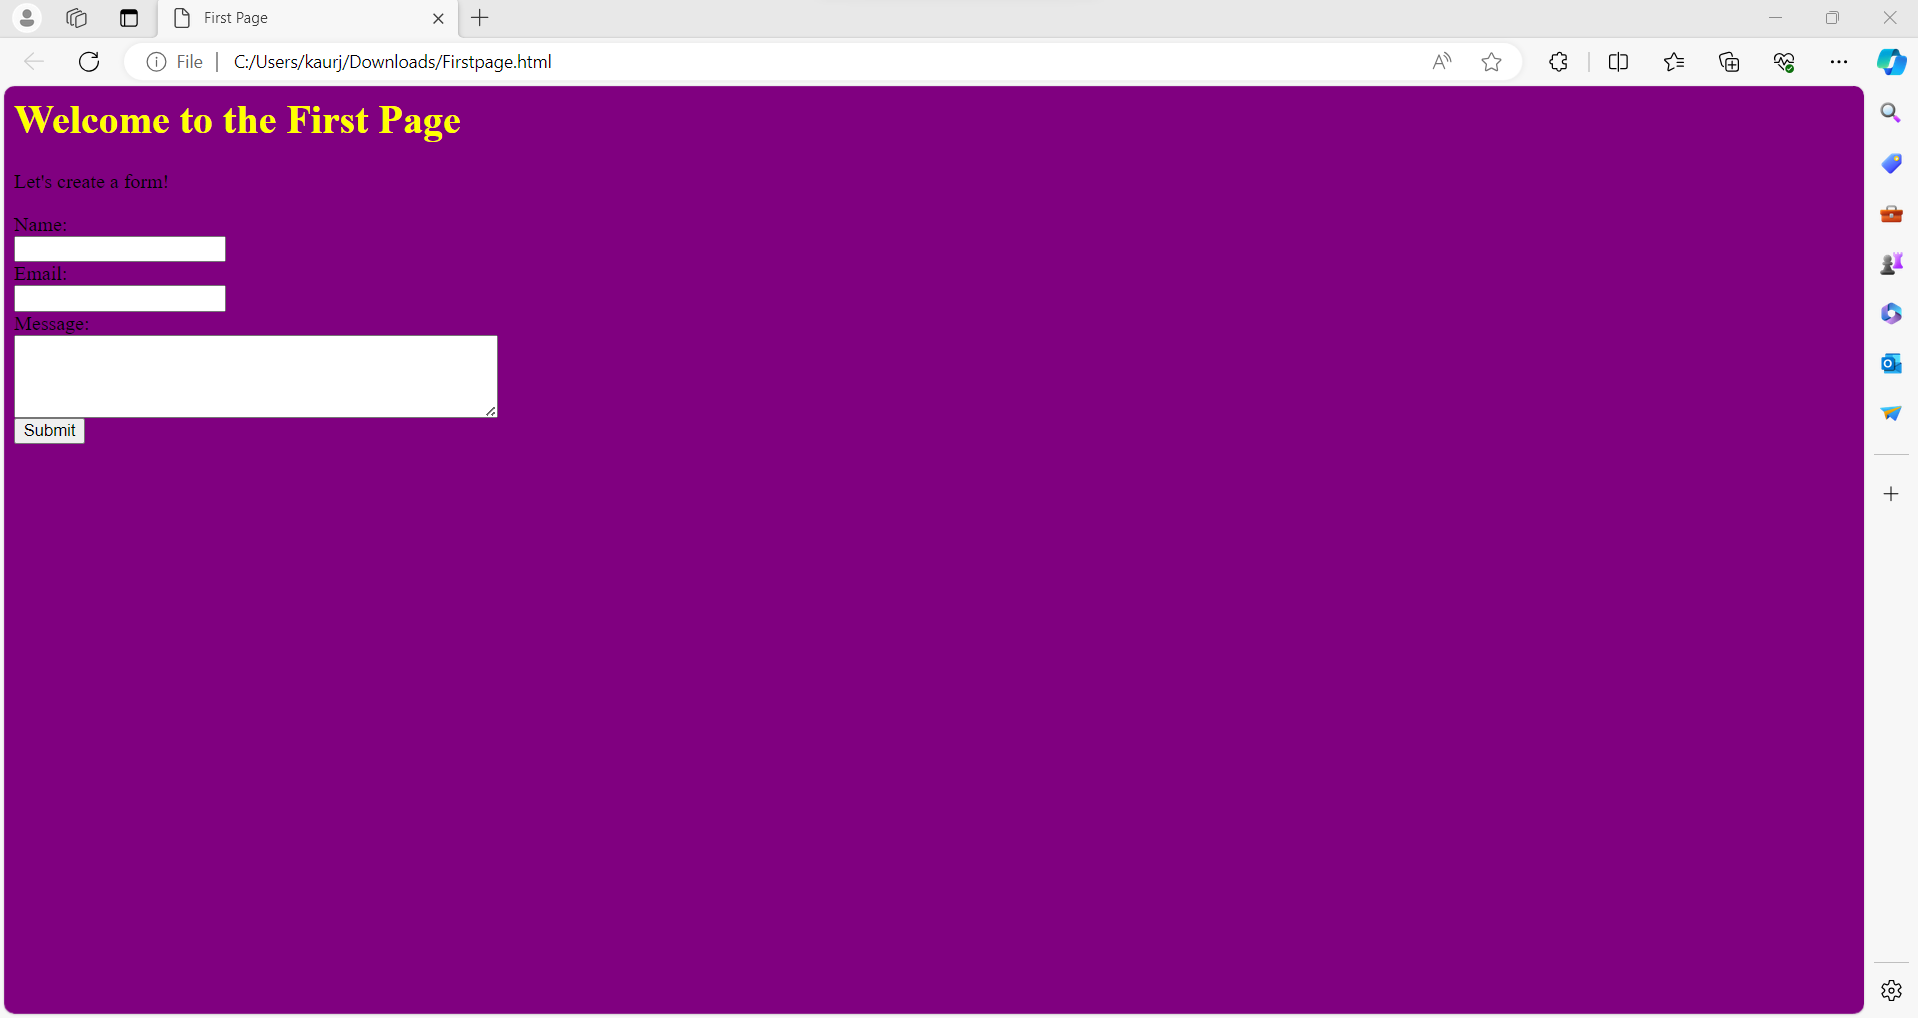 First Page
File
C:/Users/kaurj/Downloads/Firstpage.html
Welcome to the First Page
Let's create a form!
Name:
Email:
Message:
Submit